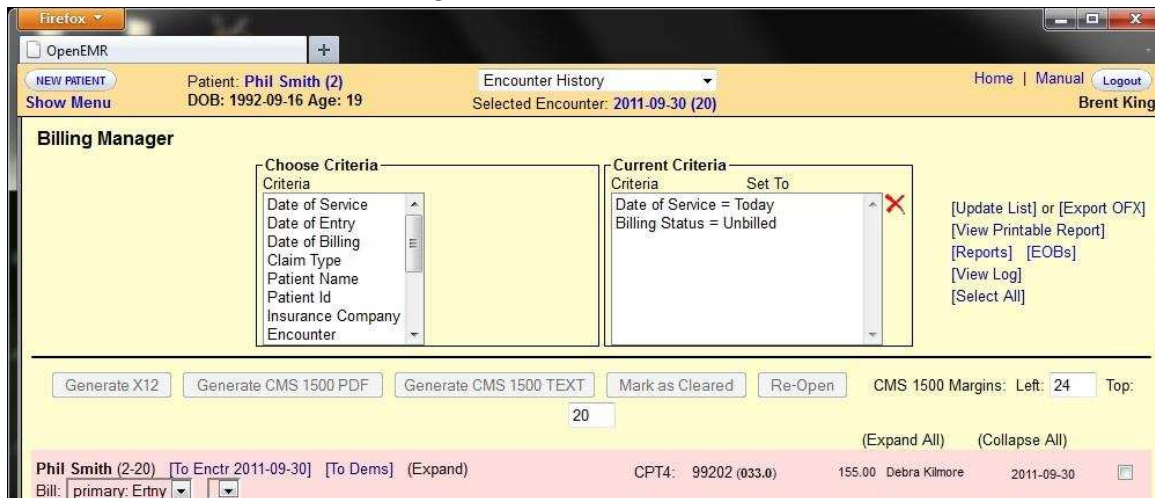 Firefox
OpenEMR
NEW PATIENT Patient: Phil Smith (2) Encounter History Home | Manual Logout
Show Menu DOB: 1992-09-16 Age: 19 Selected Encounter: 2011-09-30 (20) Brent King
Billing Manager
Choose Criteria
Criteria
Date of Service
Date of Entry
Date of Billing
Claim Type
Patient Name
Patient Id
Insurance Company
Encounter
Current Criteria
Criteria Set To
Date of Service = Today
Billing Status = Unbilled
[Update List] or [Export OFX]
[View Printable Report]
[Reports] [EOBs]
[View Log]
[Select All]
Generate X12 Generate CMS 1500 PDF Generate CMS 1500 TEXT Mark as Cleared Re-Open CMS 1500 Margins: Left: 24 Top:
20
(Expand All) (Collapse All)
Phil Smith (2-20) [To Enctr 2011-09-30] [To Dems] (Expand) CPT4: 99202 (033.0) 155.00 Debra Kilmore 2011-09-30
Bill: primary: Ertny